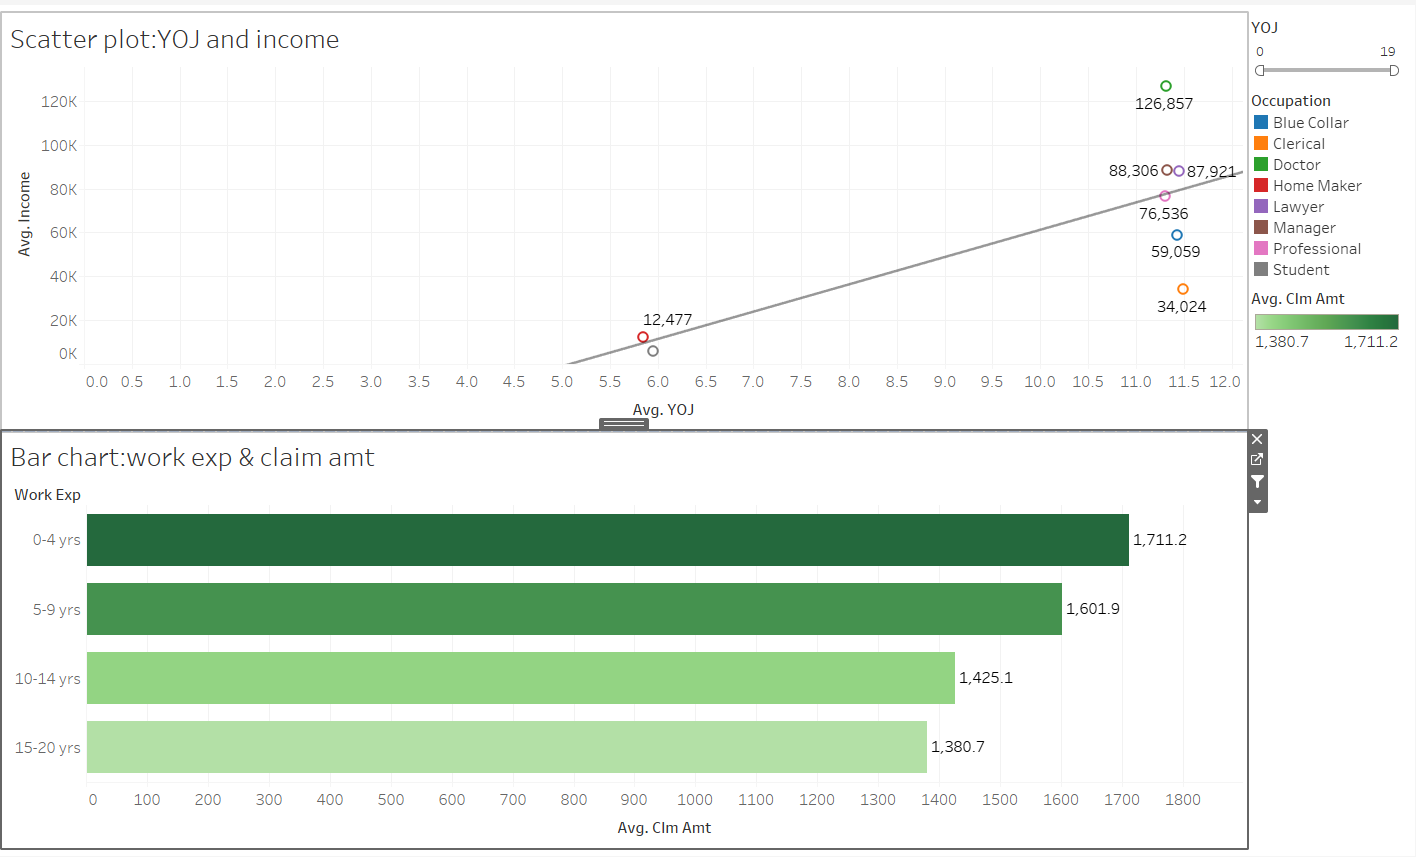 Scatter plot:YOJ and income
120K
100K
80K
60K
40K
20K
0K
Avg. Income
126,857
88,306
87,921
76,536
59,059
34,024
12,477
0.0 0.5 1.0 1.5 2.0 2.5 3.0 3.5 4.0 4.5 5.0 5.5 6.0 6.5 7.0 7.5 8.0 8.5 9.0 9.5 10.0 10.5 11.0 11.5 12.0
Avg. YOJ
YOJ
0 19
Occupation
Blue Collar
Clerical
Doctor
Home Maker
Lawyer
Manager
Professional
Student
Avg. Clm Amt
1,380.7 1,711.2
Bar chart:work exp & claim amt
Work Exp
0-4 yrs 1,711.2
5-9 yrs 1,601.9
10-14 yrs 1,425.1
15-20 yrs 1,380.7
0 100 200 300 400 500 600 700 800 900 1000 1100 1200 1300 1400 1500 1600 1700 1800
Avg. Clm Amt